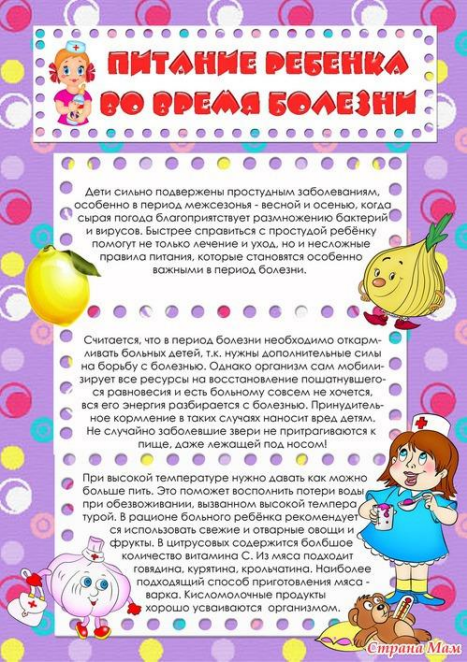 ПИТАНИЕ РЕБЕНКА
ВО ВРЕМЯ БОЛЕЗНИ
Дети сильно подвержены простудным заболеваниям,
особенно в период межсезонья - весной и осенью, когда
сырая погода благоприятствует размножению бактерий
и вирусов. Быстрее справиться с простудой ребёнку
помогут не только лечение и уход, но и несложные
правила питания, которые становятся особенно
важными в период болезни.
Считается, что в период болезни необходимо откарм-
мливать больных детей, т.к. нужны дополнительные силы
на борьбу с болезнью. Однако организм сам мобили-
зирует все ресурсы на восстановление пошатнувшего-
ся равновесия и есть больному совсем не хочется,
вся его энергия разбирается с болезнью. Принудитель-
ное кормление в таких случаях наносит вред детям.
Не случайно заболевшие звери не притрагиваются к
пище, даже лежащей под носом!
При высокой температуре нужно давать как можно
больше пить. Это поможет восполнить потери воды
при обезвоживании, вызванном высокой темпера -
турой. В рационе больного ребёнка рекомендует
ся использовать свежие и отварные овощи и
фрукты. В цитрусовых содержится болбшое
количество витамина С. Из мяса подходит
говядина, курятина, крольчатина. Наиболее
подходящий способ приготовления мяса -
варка. Кисломолочные продукты
хорошо усваиваются организмом.
Страна Мам